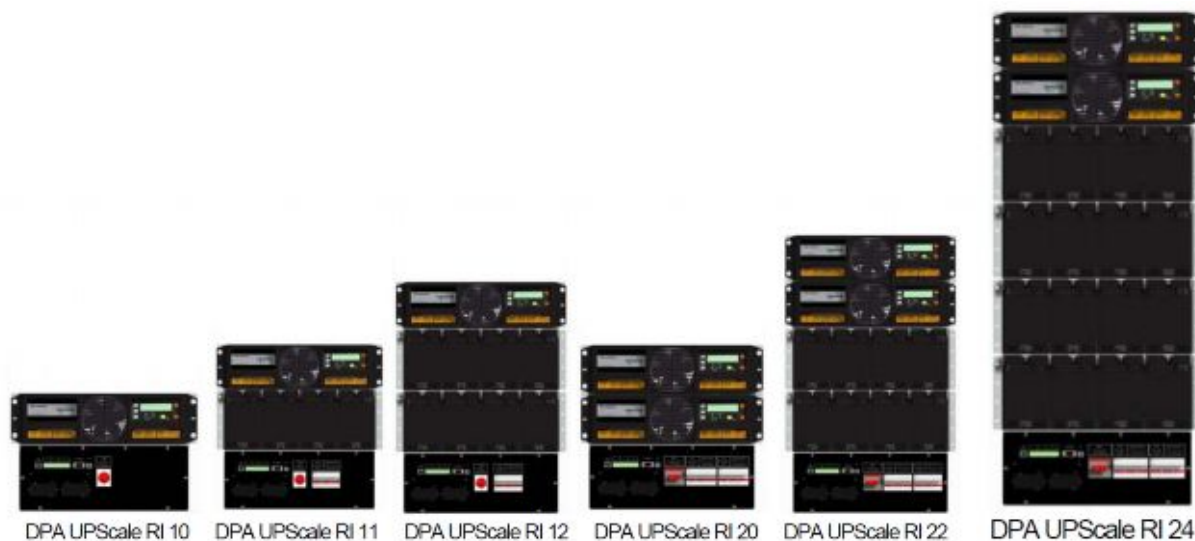 DPA UPScale RI 10
DPA UPScale RI 11
DPA UPScale RI 12
DPA UPScale RI 20
DPA UPScale RI 22
DPA UPScale RI 24